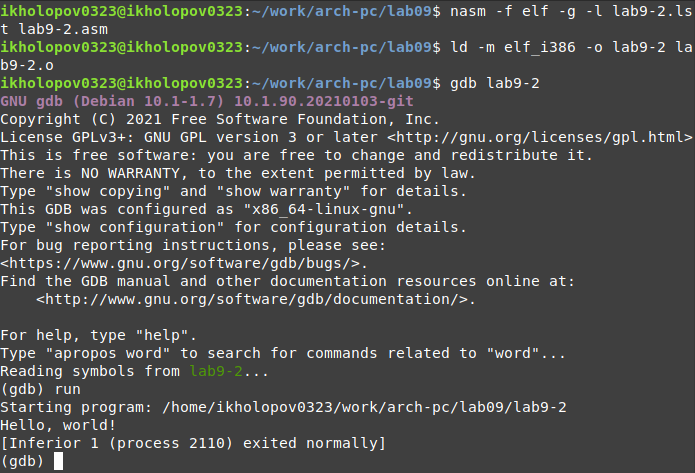 ikholopov0323@ikholopov0323:~/work/arch-pc/lab09$ nasm -f elf -g -l lab9-2.ls
t lab9-2.asm
ikholopov0323@ikholopov0323:~/work/arch-pc/lab09$ ld -m elf_i386 -o lab9-2 la
b9-2.o
ikholopov0323@ikholopov0323:~/work/arch-pc/lab09$ gdb lab9-2
GNU gdb (Debian 10.1-1.7) 10.1.90.20210103-git
Copyright (C) 2021 Free Software Foundation, Inc.
License GPLv3+: GNU GPL version 3 or later <http://gnu.org/licenses/gpl.html>
This is free software: you are free to change and redistribute it.
There is NO WARRANTY, to the extent permitted by law.
Type "show copying" and "show warranty" for details.
This GDB was configured as "x86_64-linux-gnu".
Type "show configuration" for configuration details.
For bug reporting instructions, please see:
<https://www.gnu.org/software/gdb/bugs/>.
Find the GDB manual and other documentation resources online at:
    <http://www.gnu.org/software/gdb/documentation/>.

For help, type "help".
Type "apropos word" to search for commands related to "word"...
Reading symbols from lab9-2...
(gdb) run
Starting program: /home/ikholopov0323/work/arch-pc/lab09/lab9-2
Hello, world!
[Inferior 1 (process 2110) exited normally]
(gdb)